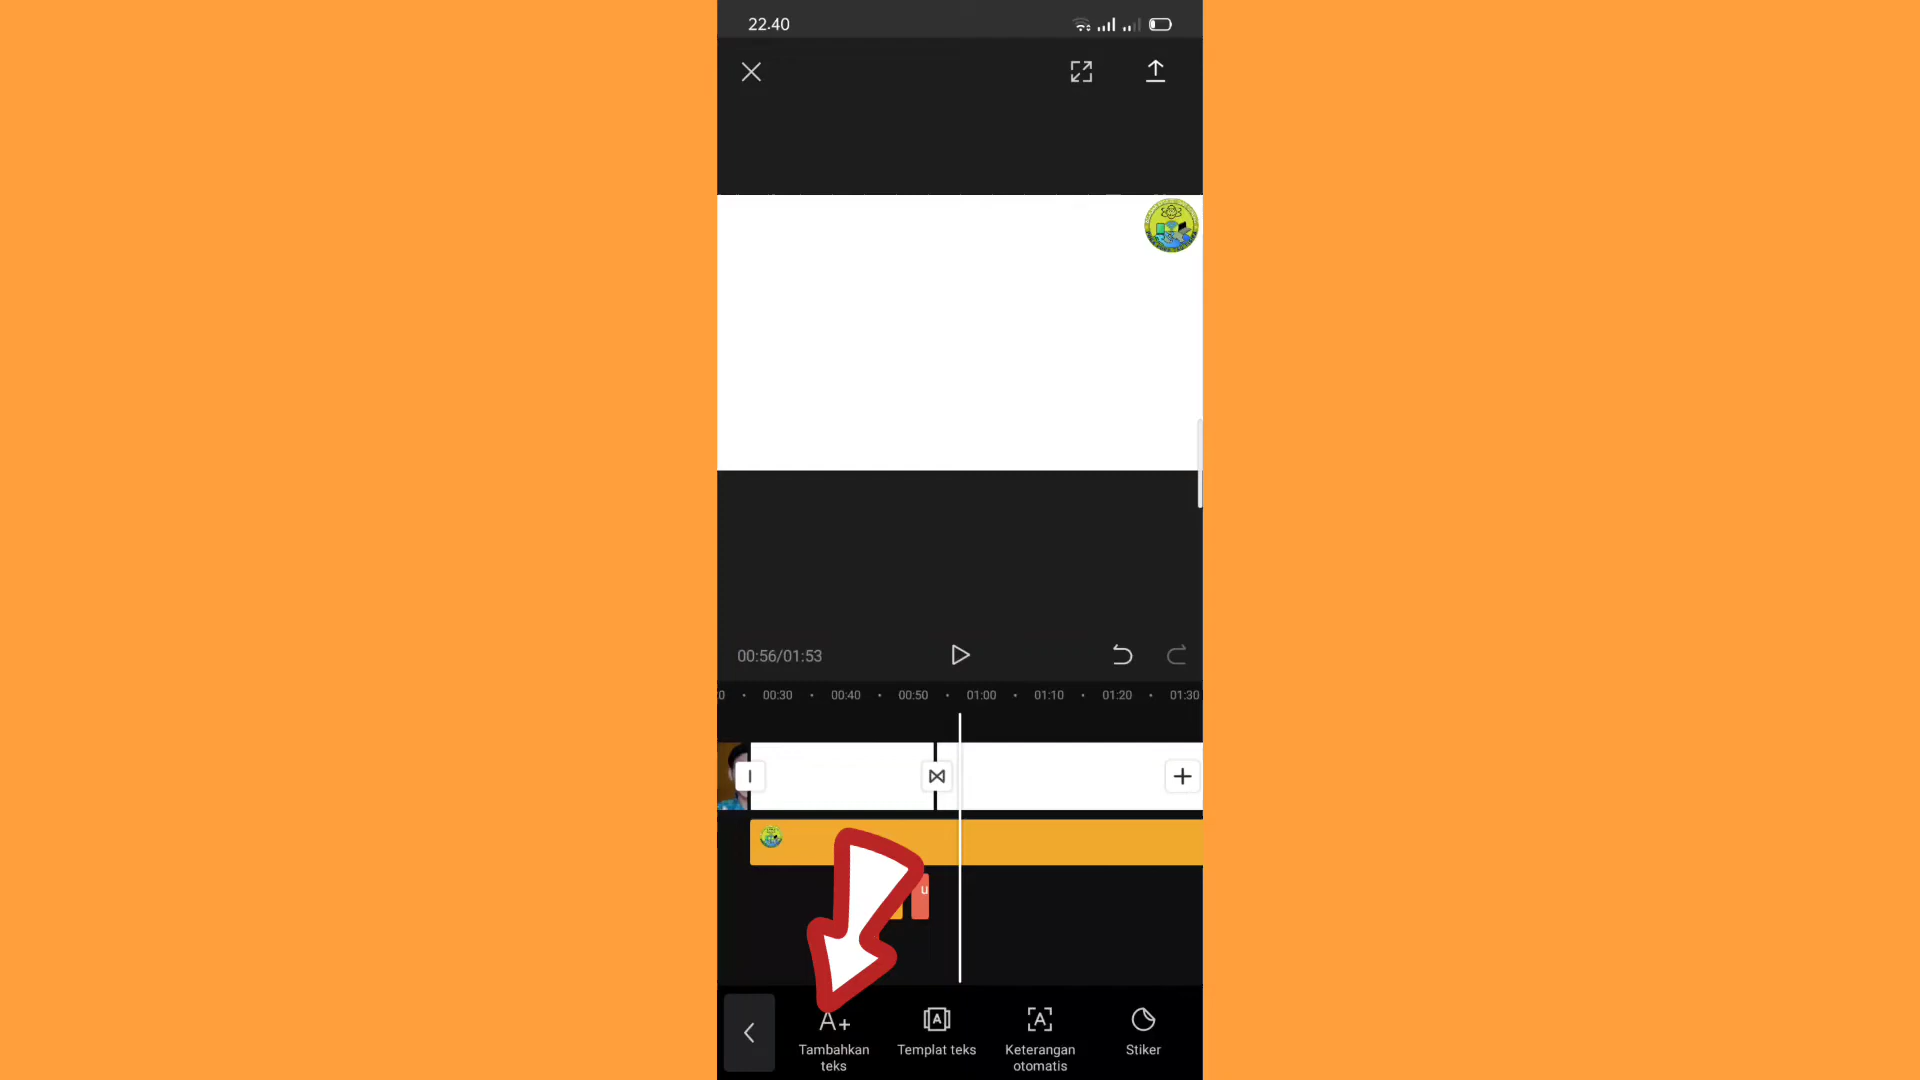 22.40
00:56/01:53
0 00:30 00:40 00:50 01:00 01:10 01:20 01:30
u
A+
Tambahkan
teks
A
Templat teks
A
Keterangan
otomatis
Stiker